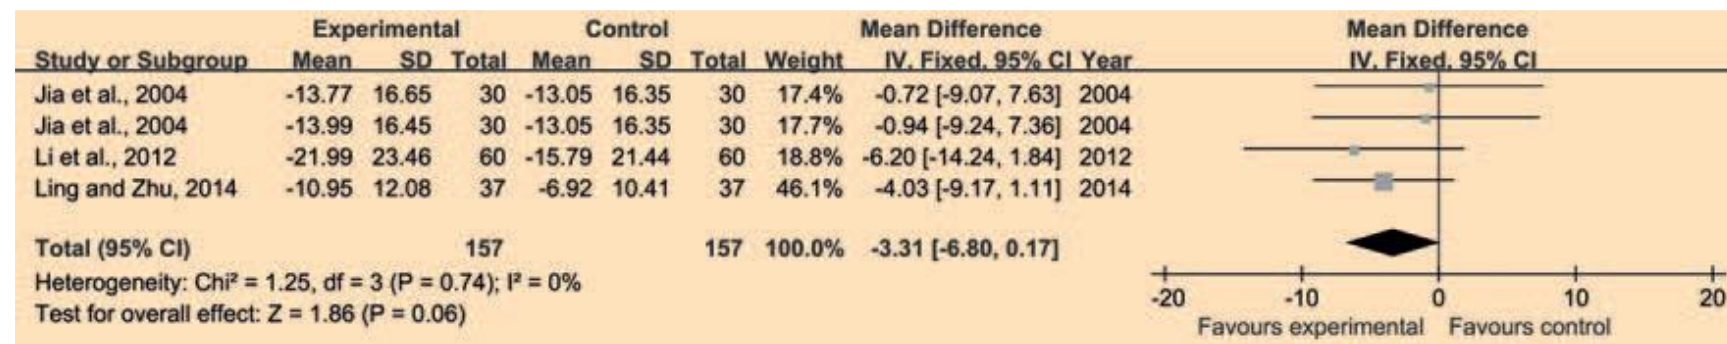 Experimental Control Mean Difference Mean Difference
Study or Subgroup Mean SD Total Mean SD Total Weight IV, Fixed, 95% CI Year IV, Fixed, 95% CI
Jia et al., 2004 -13.77 16.65 30 -13.05 16.35 30 17.4% -0.72 [-9.07, 7.63] 2004
Jia et al., 2004 -13.99 16.45 30 -13.05 16.35 30 17.7% -0.94 [-9.24, 7.36] 2004
Li et al., 2012 -21.99 23.46 60 -15.79 21.44 60 18.8% -6.20 [-14.24, 1.84] 2012
Ling and Zhu, 2014 -10.95 12.08 37 -6.92 10.41 37 46.1% -4.03 [-9.17, 1.11] 2014
Total (95% CI) 157 157 100.0% -3.31 [-6.80, 0.17]
Heterogeneity: Chi² = 1.25, df = 3 (P = 0.74); I² = 0%
Test for overall effect: Z = 1.86 (P = 0.06)
-20 -10 0 10 20
Favours experimental Favours control